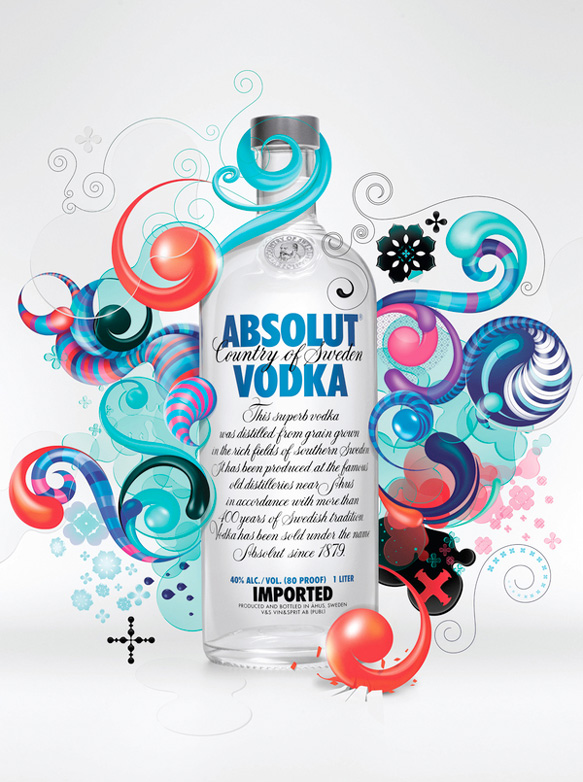 COUNTRY OF SWEDEN
ABSOLUT®
Country of Sweden
VODKA
This superb vodka
was distilled from grain grown
in the rich fields of southern Sweden
It has been produced at the famous
old distilleries near Åhus
in accordance with more than
400 years of Swedish tradition
Vodka has been sold under the name
Absolut since 1879.
40% ALC./VOL. (80 PROOF) 1 LITER
IMPORTED
PRODUCED AND BOTTLED IN ÅHUS, SWEDEN
V&S VIN&SPRIT AB (PUBL)